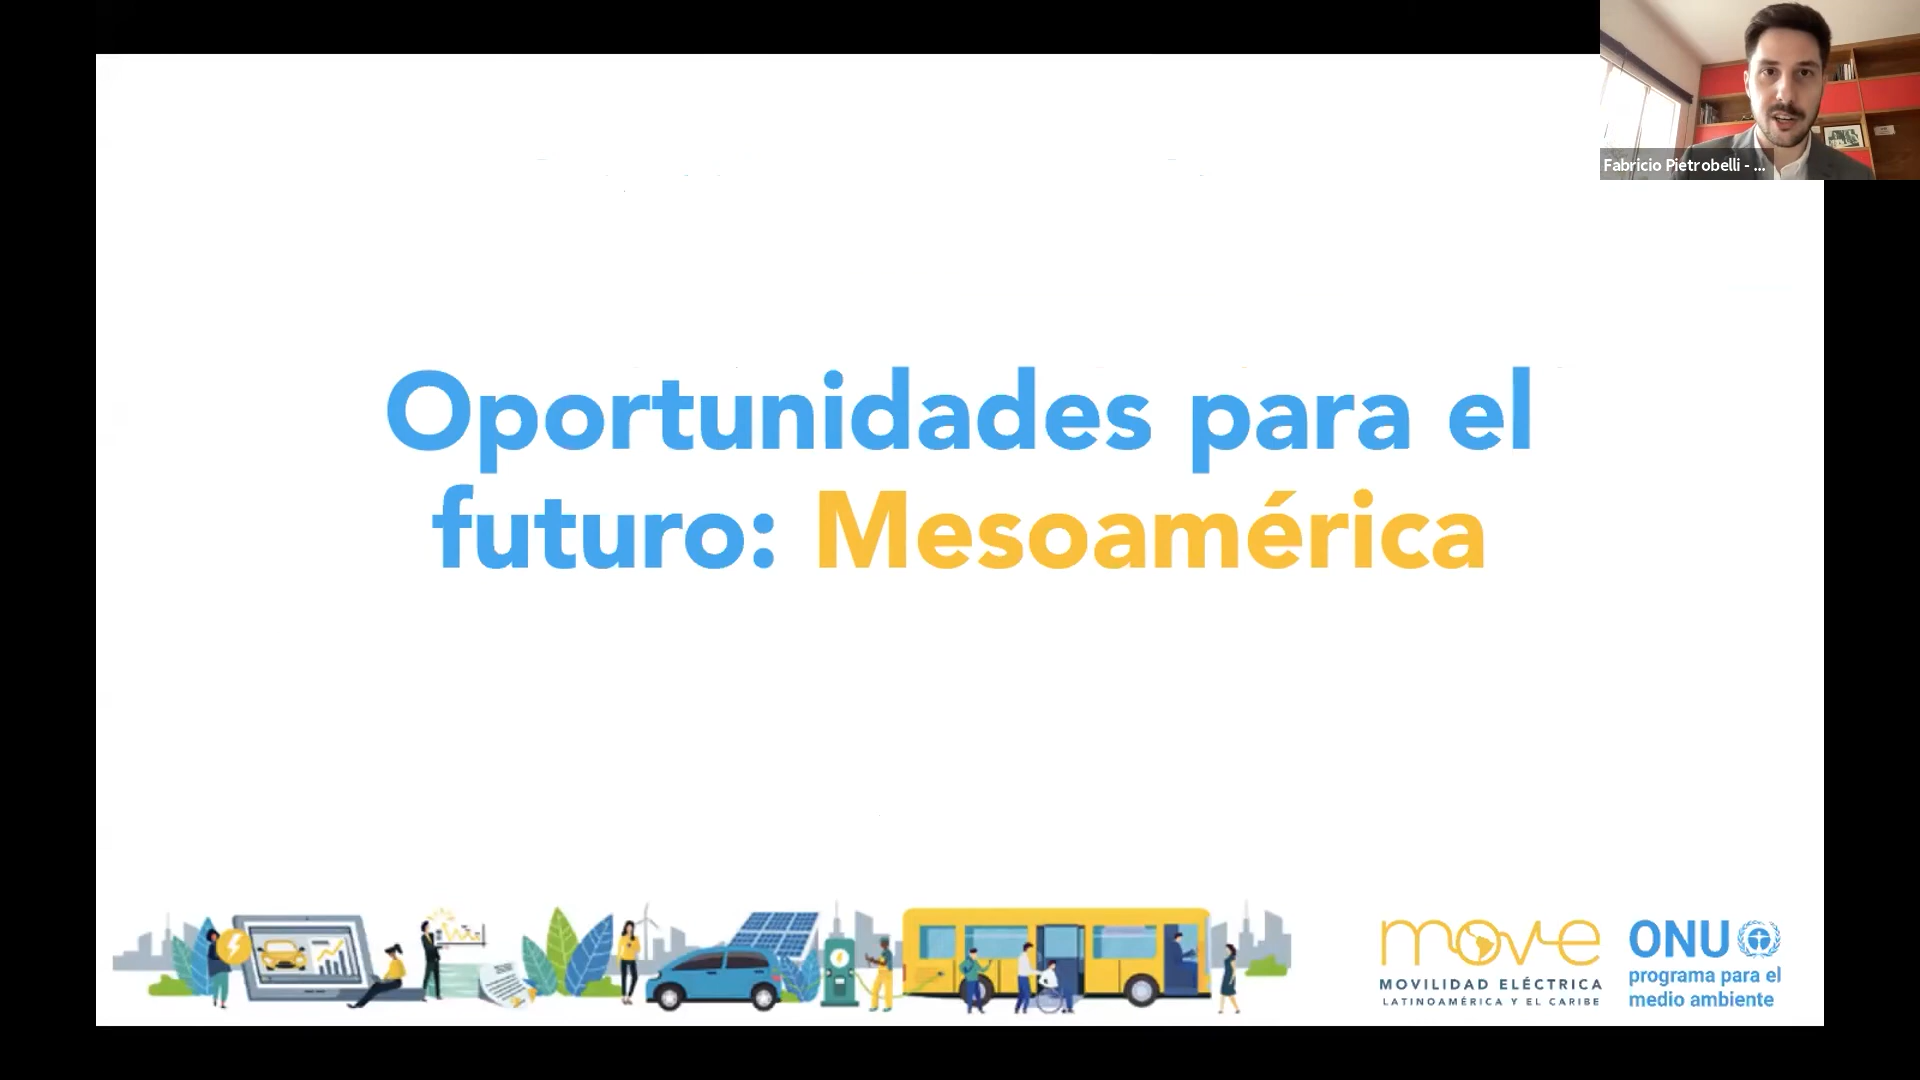 Fabricio Pietrobelli - ...
Oportunidades para el
futuro: Mesoamérica
move
MOVILIDAD ELÉCTRICA
LATINOAMÉRICA Y EL CARIBE
ONU
programa para el
medio ambiente